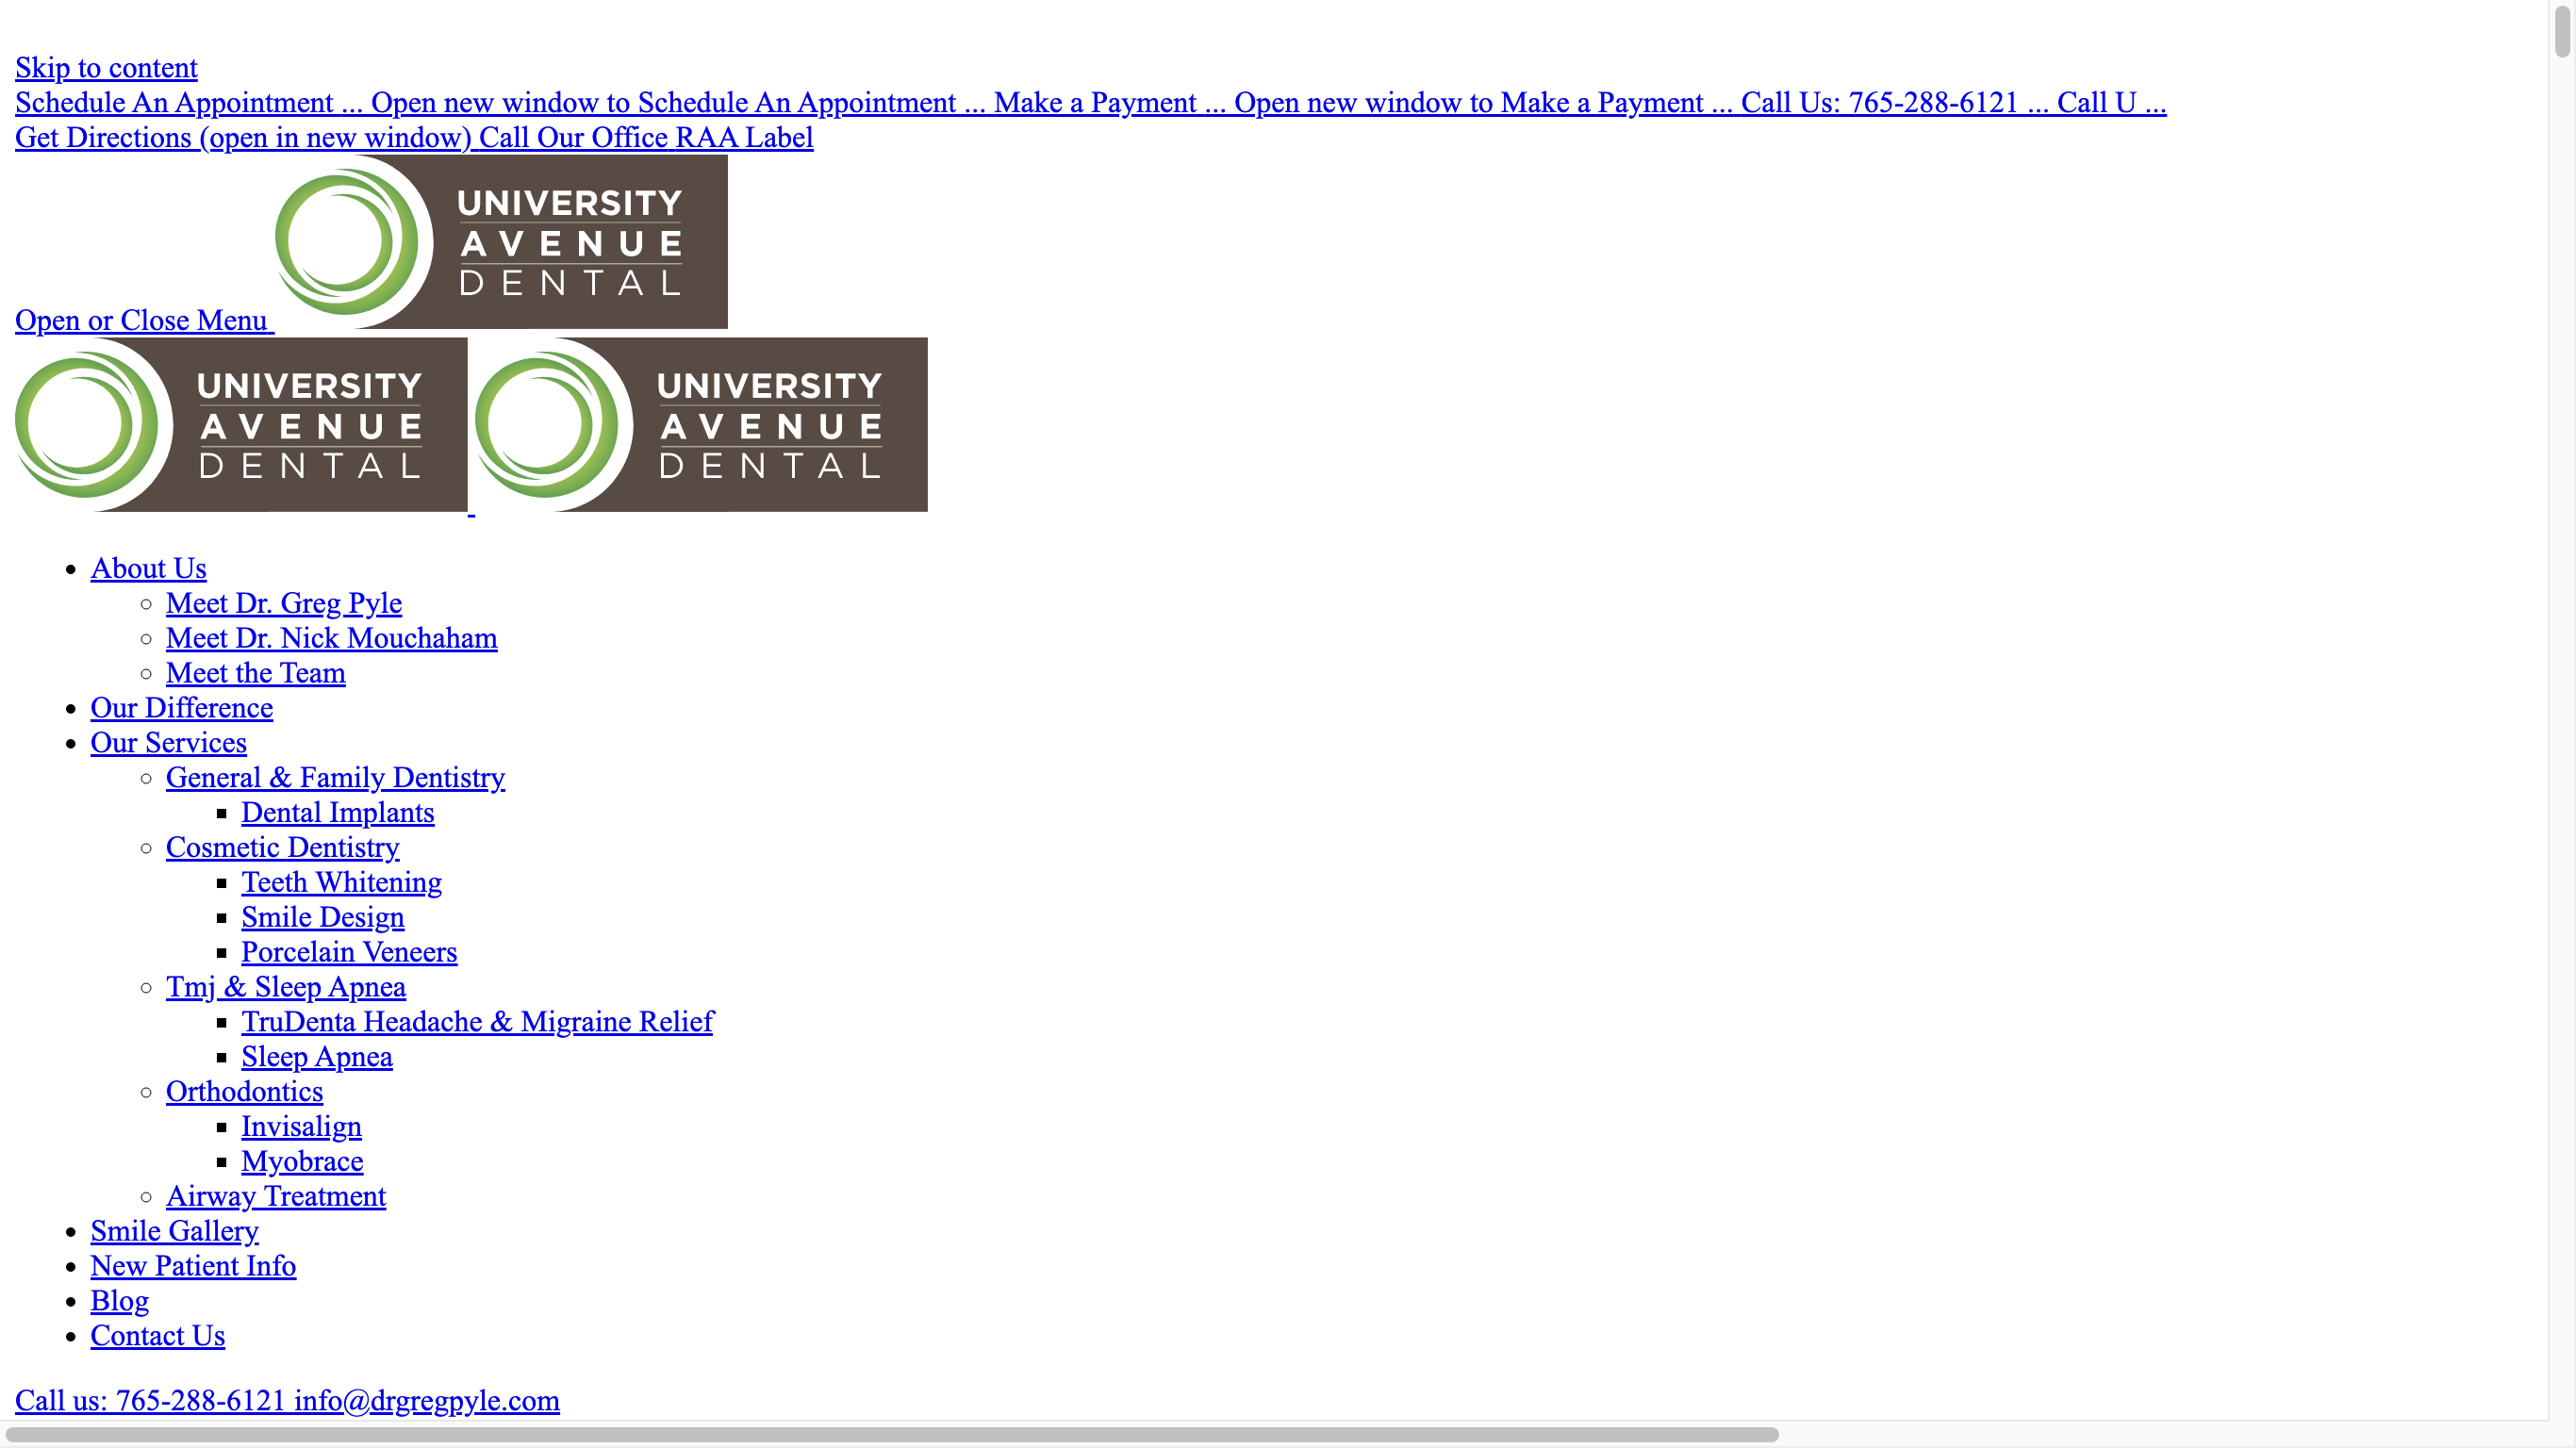 Skip to content
Schedule An Appointment ... Open new window to Schedule An Appointment ... Make a Payment ... Open new window to Make a Payment ... Call Us: 765-288-6121 ... Call U ...
Get Directions (open in new window) Call Our Office RAA Label
UNIVERSITY
AVENUE
DENTAL
Open or Close Menu
UNIVERSITY
AVENUE
DENTAL
UNIVERSITY
AVENUE
DENTAL
About Us
Meet Dr. Greg Pyle
Meet Dr. Nick Mouchaham
Meet the Team
Our Difference
Our Services
General & Family Dentistry
Dental Implants
Cosmetic Dentistry
Teeth Whitening
Smile Design
Porcelain Veneers
Tmj & Sleep Apnea
TruDenta Headache & Migraine Relief
Sleep Apnea
Orthodontics
Invisalign
Myobrace
Airway Treatment
Smile Gallery
New Patient Info
Blog
Contact Us
Call us: 765-288-6121 info@drgregpyle.com